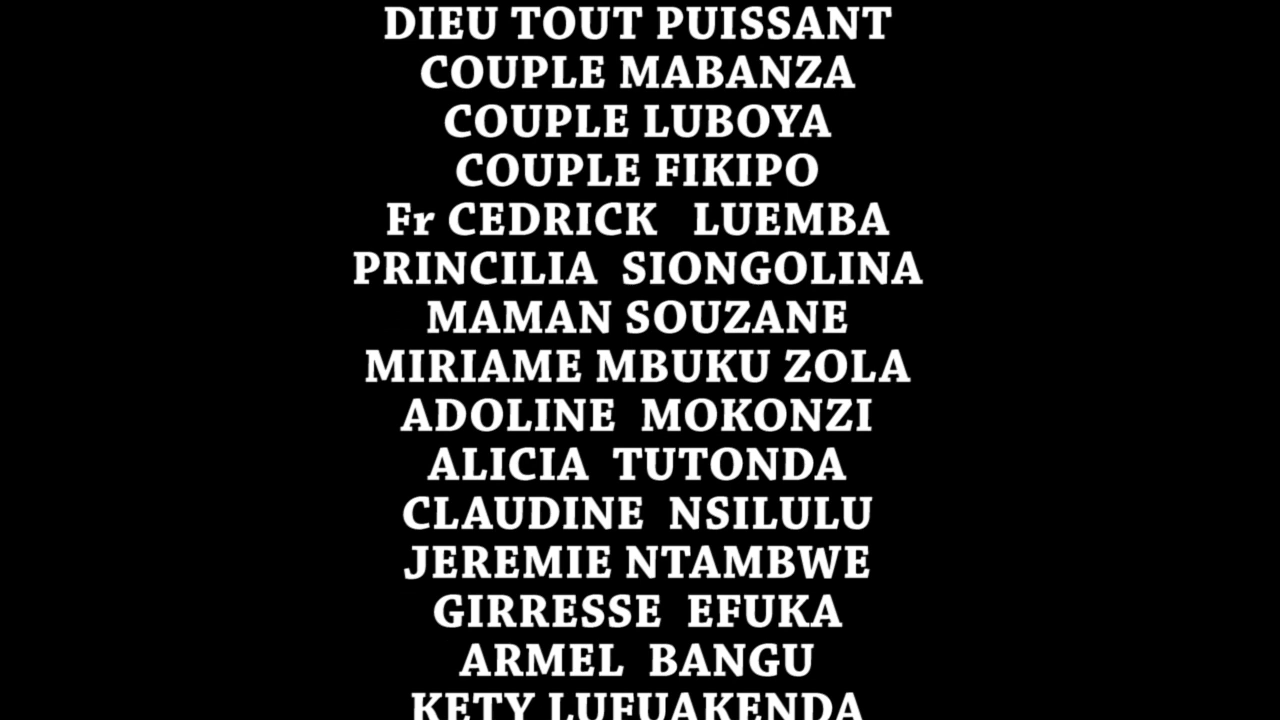 DIEU TOUT PUISSANT
COUPLE MABANZA
COUPLE LUBOYA
COUPLE FIKIPO
Fr CEDRICK LUEMBA
PRINCILIA SIONGOLINA
MAMAN SOUZANE
MIRIAME MBUKU ZOLA
ADOLINE MOKONZI
ALICIA TUTONDA
CLAUDINE NSILULU
JEREMIE NTAMBWE
GIRRESSE EFUKA
ARMEL BANGU
KETY LUFUAKENDA